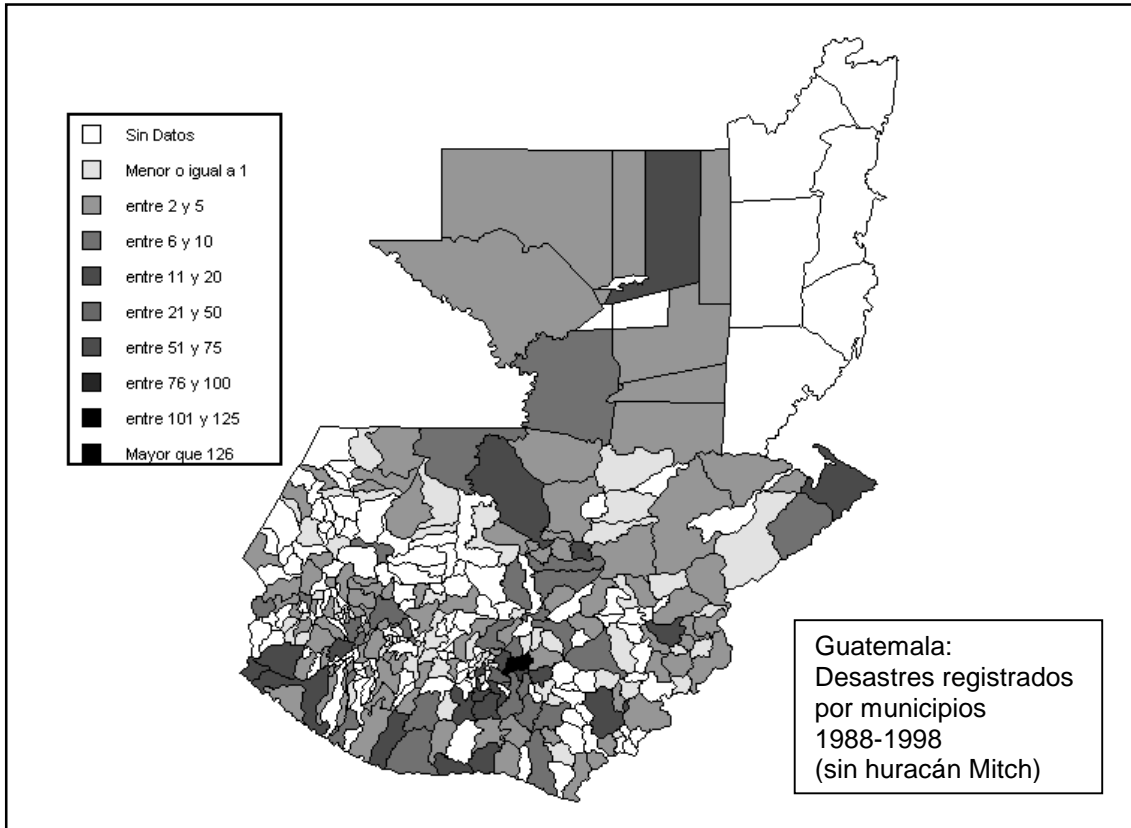 Sin Datos
Menor o igual a 1
entre 2 y 5
entre 6 y 10
entre 11 y 20
entre 21 y 50
entre 51 y 75
entre 76 y 100
entre 101 y 125
Mayor que 126
Guatemala:
Desastres registrados
por municipios
1988-1998
(sin huracán Mitch)